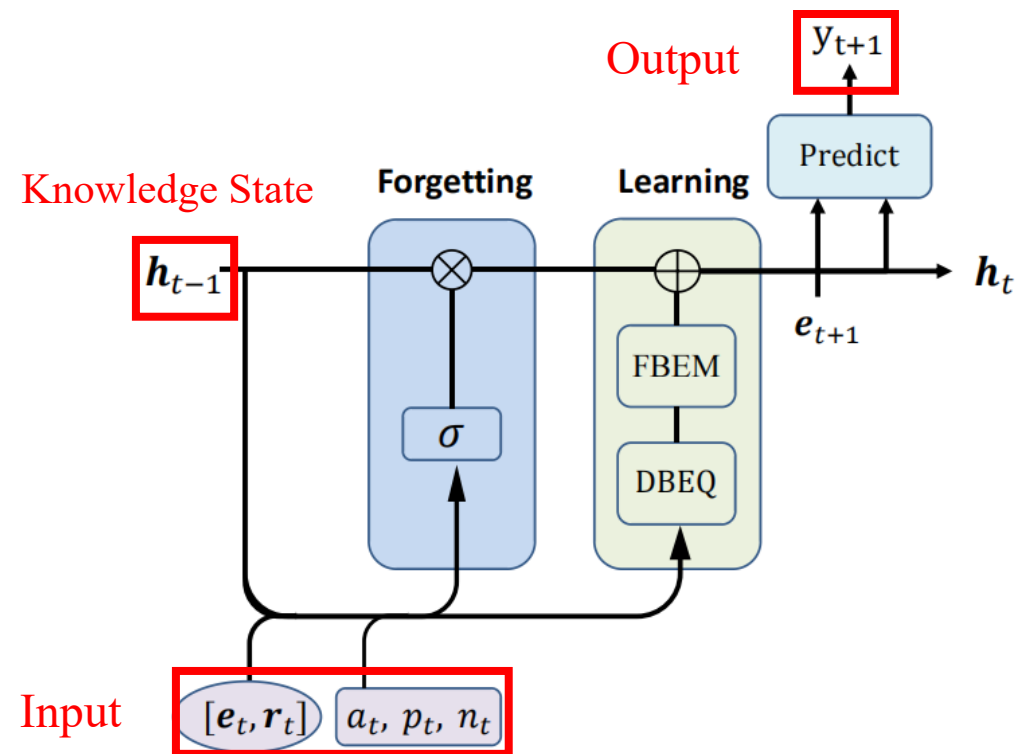 Output
y_{t+1}
Predict
Knowledge State
Forgetting
Learning
h_{t-1}
h_t
e_{t+1}
FBEM
σ
DBEQ
Input
[e_t, r_t]
a_t, p_t, n_t